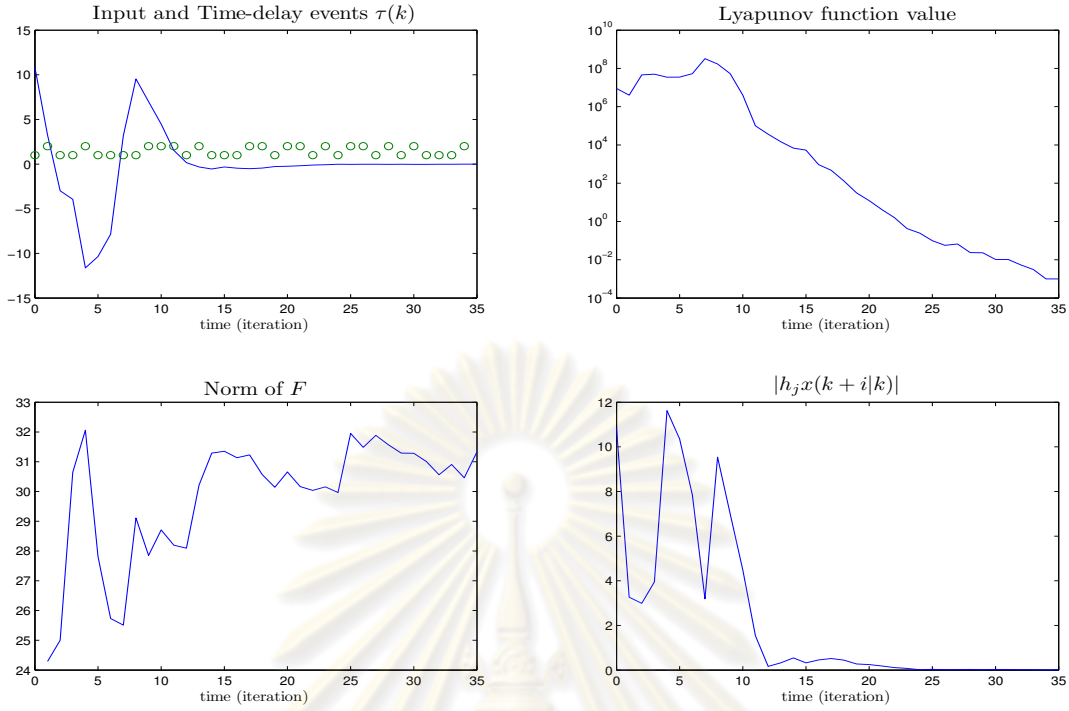 Input and Time-delay events τ(k)
15
10
5
0
−5
−10
−15
0 5 10 15 20 25 30 35
time (iteration)
Lyapunov function value
10^10
10^8
10^6
10^4
10^2
10^0
10^−2
10^−4
0 5 10 15 20 25 30 35
time (iteration)
Norm of F
33
32
31
30
29
28
27
26
25
24
0 5 10 15 20 25 30 35
time (iteration)
|h_j x(k + i|k)|
12
10
8
6
4
2
0
0 5 10 15 20 25 30 35
time (iteration)